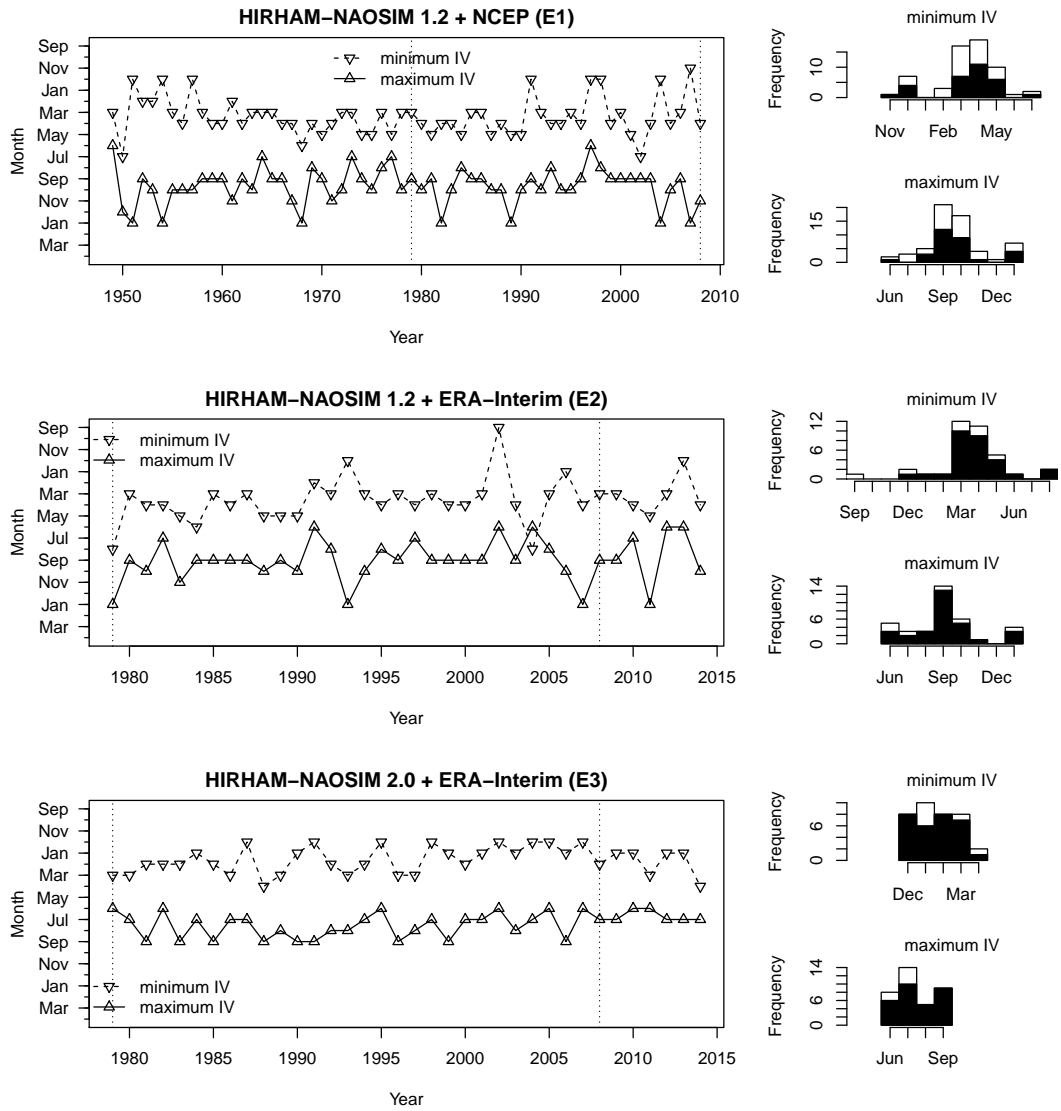 HIRHAM−NAOSIM 1.2 + NCEP (E1)
Month
Sep
Nov
Jan
Mar
May
Jul
Sep
Nov
Jan
Mar
minimum IV
maximum IV
1950 1960 1970 1980 1990 2000 2010
Year
minimum IV
Frequency
0 10
Nov Feb May
maximum IV
Frequency
0 15
Jun Sep Dec
HIRHAM−NAOSIM 1.2 + ERA−Interim (E2)
Month
Sep
Nov
Jan
Mar
May
Jul
Sep
Nov
Jan
Mar
minimum IV
maximum IV
1980 1985 1990 1995 2000 2005 2010 2015
Year
minimum IV
Frequency
0 6 12
Sep Dec Mar Jun
maximum IV
Frequency
0 6 14
Jun Sep Dec
HIRHAM−NAOSIM 2.0 + ERA−Interim (E3)
Month
Sep
Nov
Jan
Mar
May
Jul
Sep
Nov
Jan
Mar
minimum IV
maximum IV
1980 1985 1990 1995 2000 2005 2010 2015
Year
minimum IV
Frequency
0 6
Dec Mar
maximum IV
Frequency
0 6 14
Jun Sep